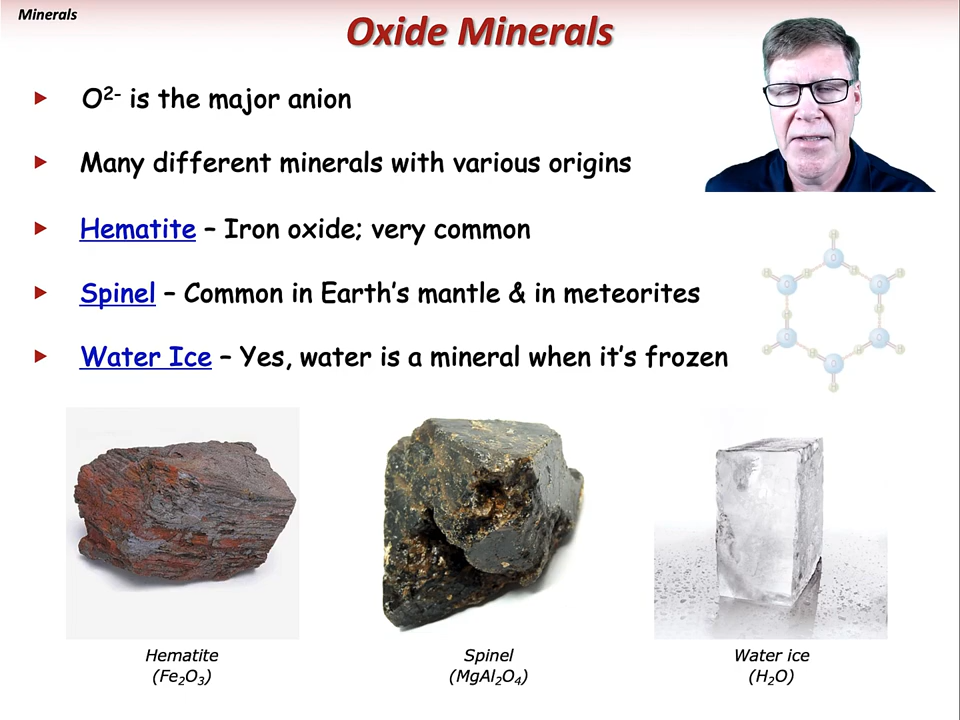 Minerals
Oxide Minerals
O²⁻ is the major anion
Many different minerals with various origins
Hematite – Iron oxide; very common
Spinel – Common in Earth’s mantle & in meteorites
Water Ice – Yes, water is a mineral when it’s frozen
Hematite
(Fe₂O₃)
Spinel
(MgAl₂O₄)
Water ice
(H₂O)